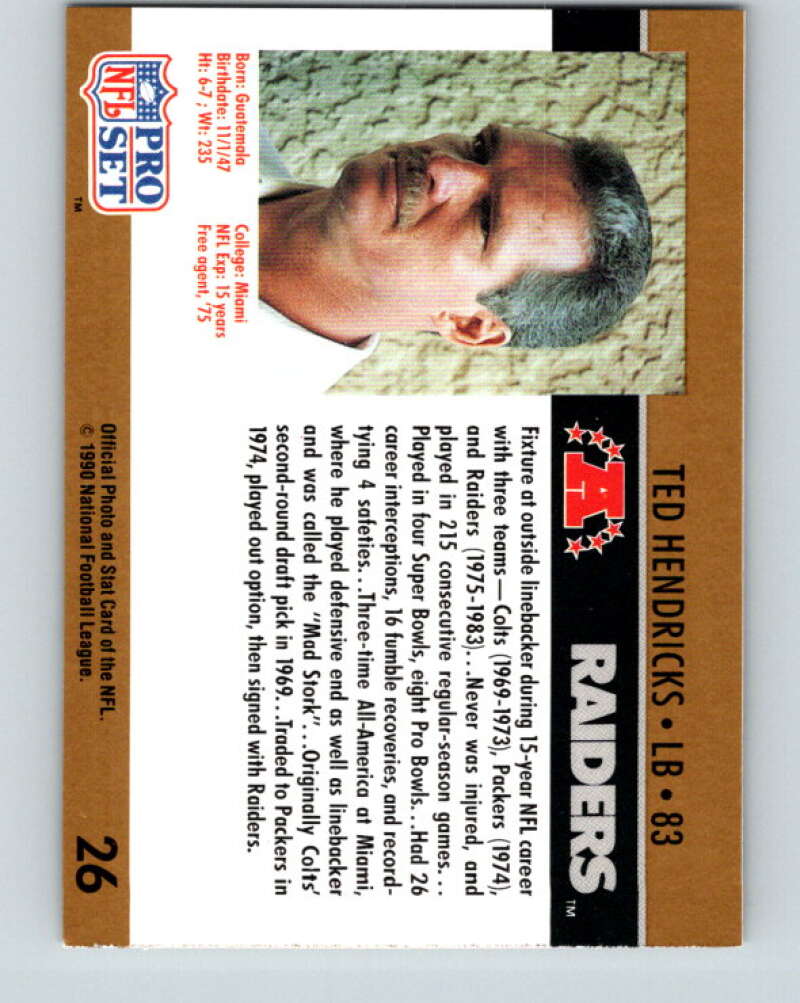 TED HENDRICKS • LB • 83
A RAIDERS™
Born: Guatemala
Birthdate: 11/1/47
Ht: 6-7 ; Wt: 235
College: Miami
NFL Exp: 15 years
Free agent, '75
Fixture at outside linebacker during 15-year NFL career
with three teams—Colts (1969-1973), Packers (1974),
and Raiders (1975-1983)...Never was injured, and
played in 215 consecutive regular-season games...
Played in four Super Bowls, eight Pro Bowls...Had 26
career interceptions, 16 fumble recoveries, and record-
tying 4 safeties...Three-time All-America at Miami,
where he played defensive end as well as linebacker
and was called the "Mad Stork"...Originally Colts'
second-round draft pick in 1969...Traded to Packers in
1974, played out option, then signed with Raiders.
NFL
PRO
SET
™
Official Photo and Stat Card of the NFL.
© 1990 National Football League.
26